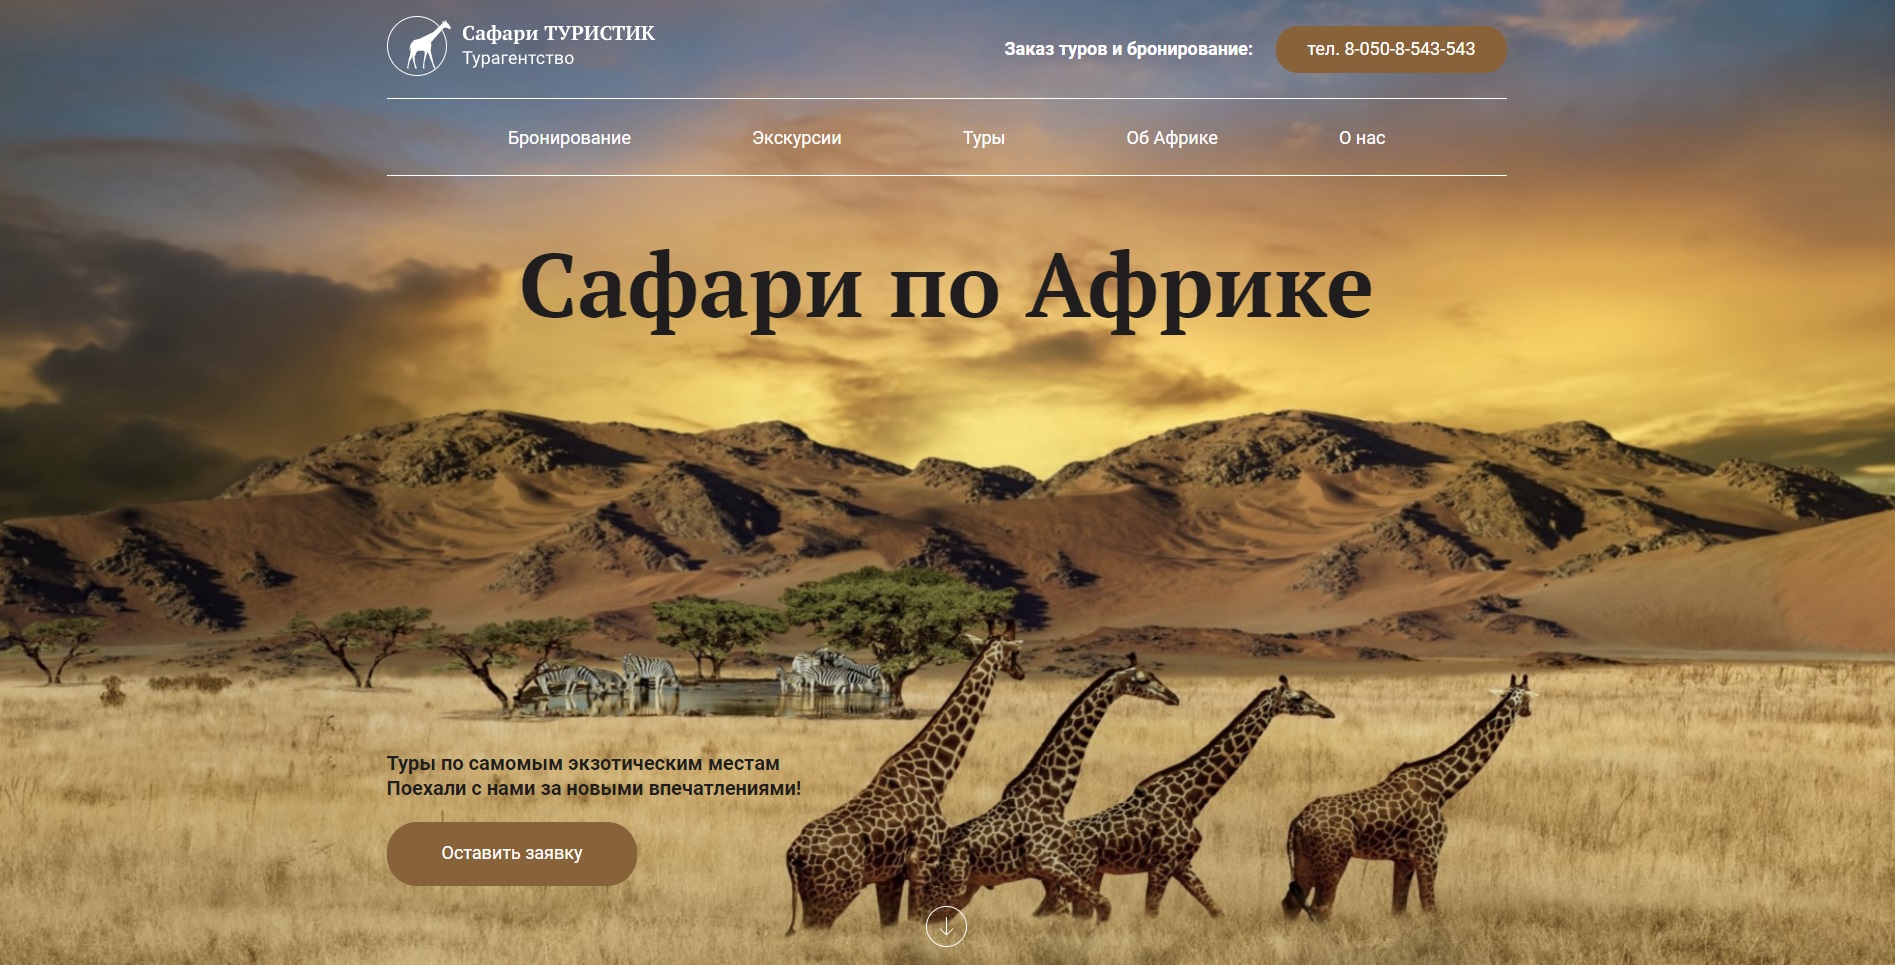 Сафари ТУРИСТИК
Турагентство
Заказ туров и бронирование:
тел. 8-050-8-543-543
Бронирование
Экскурсии
Туры
Об Африке
О нас
Сафари по Африке
Туры по самомым экзотическим местам
Поехали с нами за новыми впечатлениями!
Оставить заявку